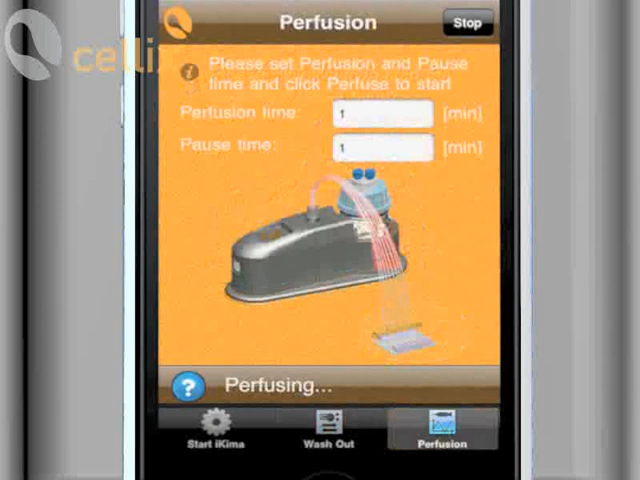 Perfusion
Stop
cellix
Please set Perfusion and Pause
time and click Perfuse to start
Perfusion time: 1 [min]
Pause time: 1 [min]
Perfusing...
Start iKima
Wash Out
Perfusion